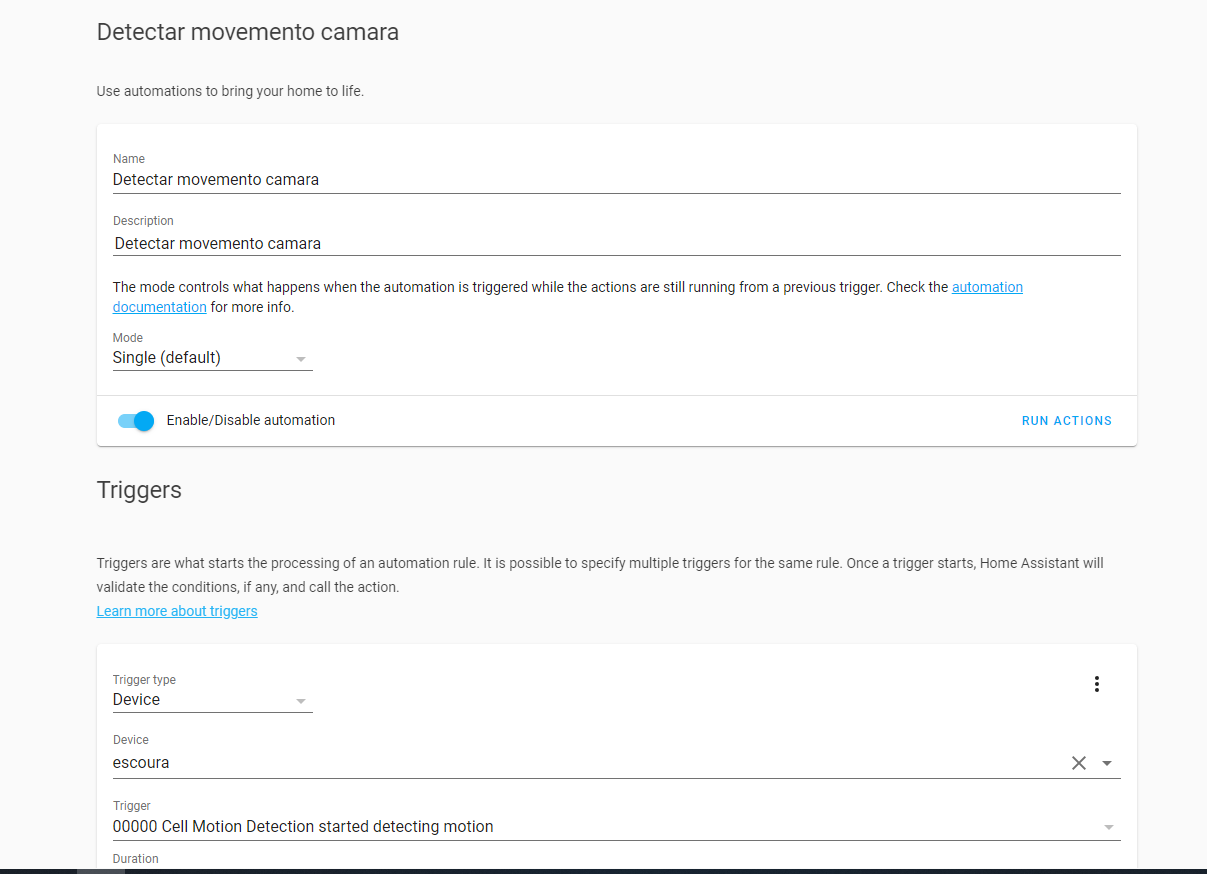 Detectar movemento camara
Use automations to bring your home to life.
Name
Detectar movemento camara
Description
Detectar movemento camara
The mode controls what happens when the automation is triggered while the actions are still running from a previous trigger. Check the automation
documentation for more info.
Mode
Single (default)
Enable/Disable automation
RUN ACTIONS
Triggers
Triggers are what starts the processing of an automation rule. It is possible to specify multiple triggers for the same rule. Once a trigger starts, Home Assistant will
validate the conditions, if any, and call the action.
Learn more about triggers
Trigger type
Device
Device
escoura
Trigger
00000 Cell Motion Detection started detecting motion
Duration